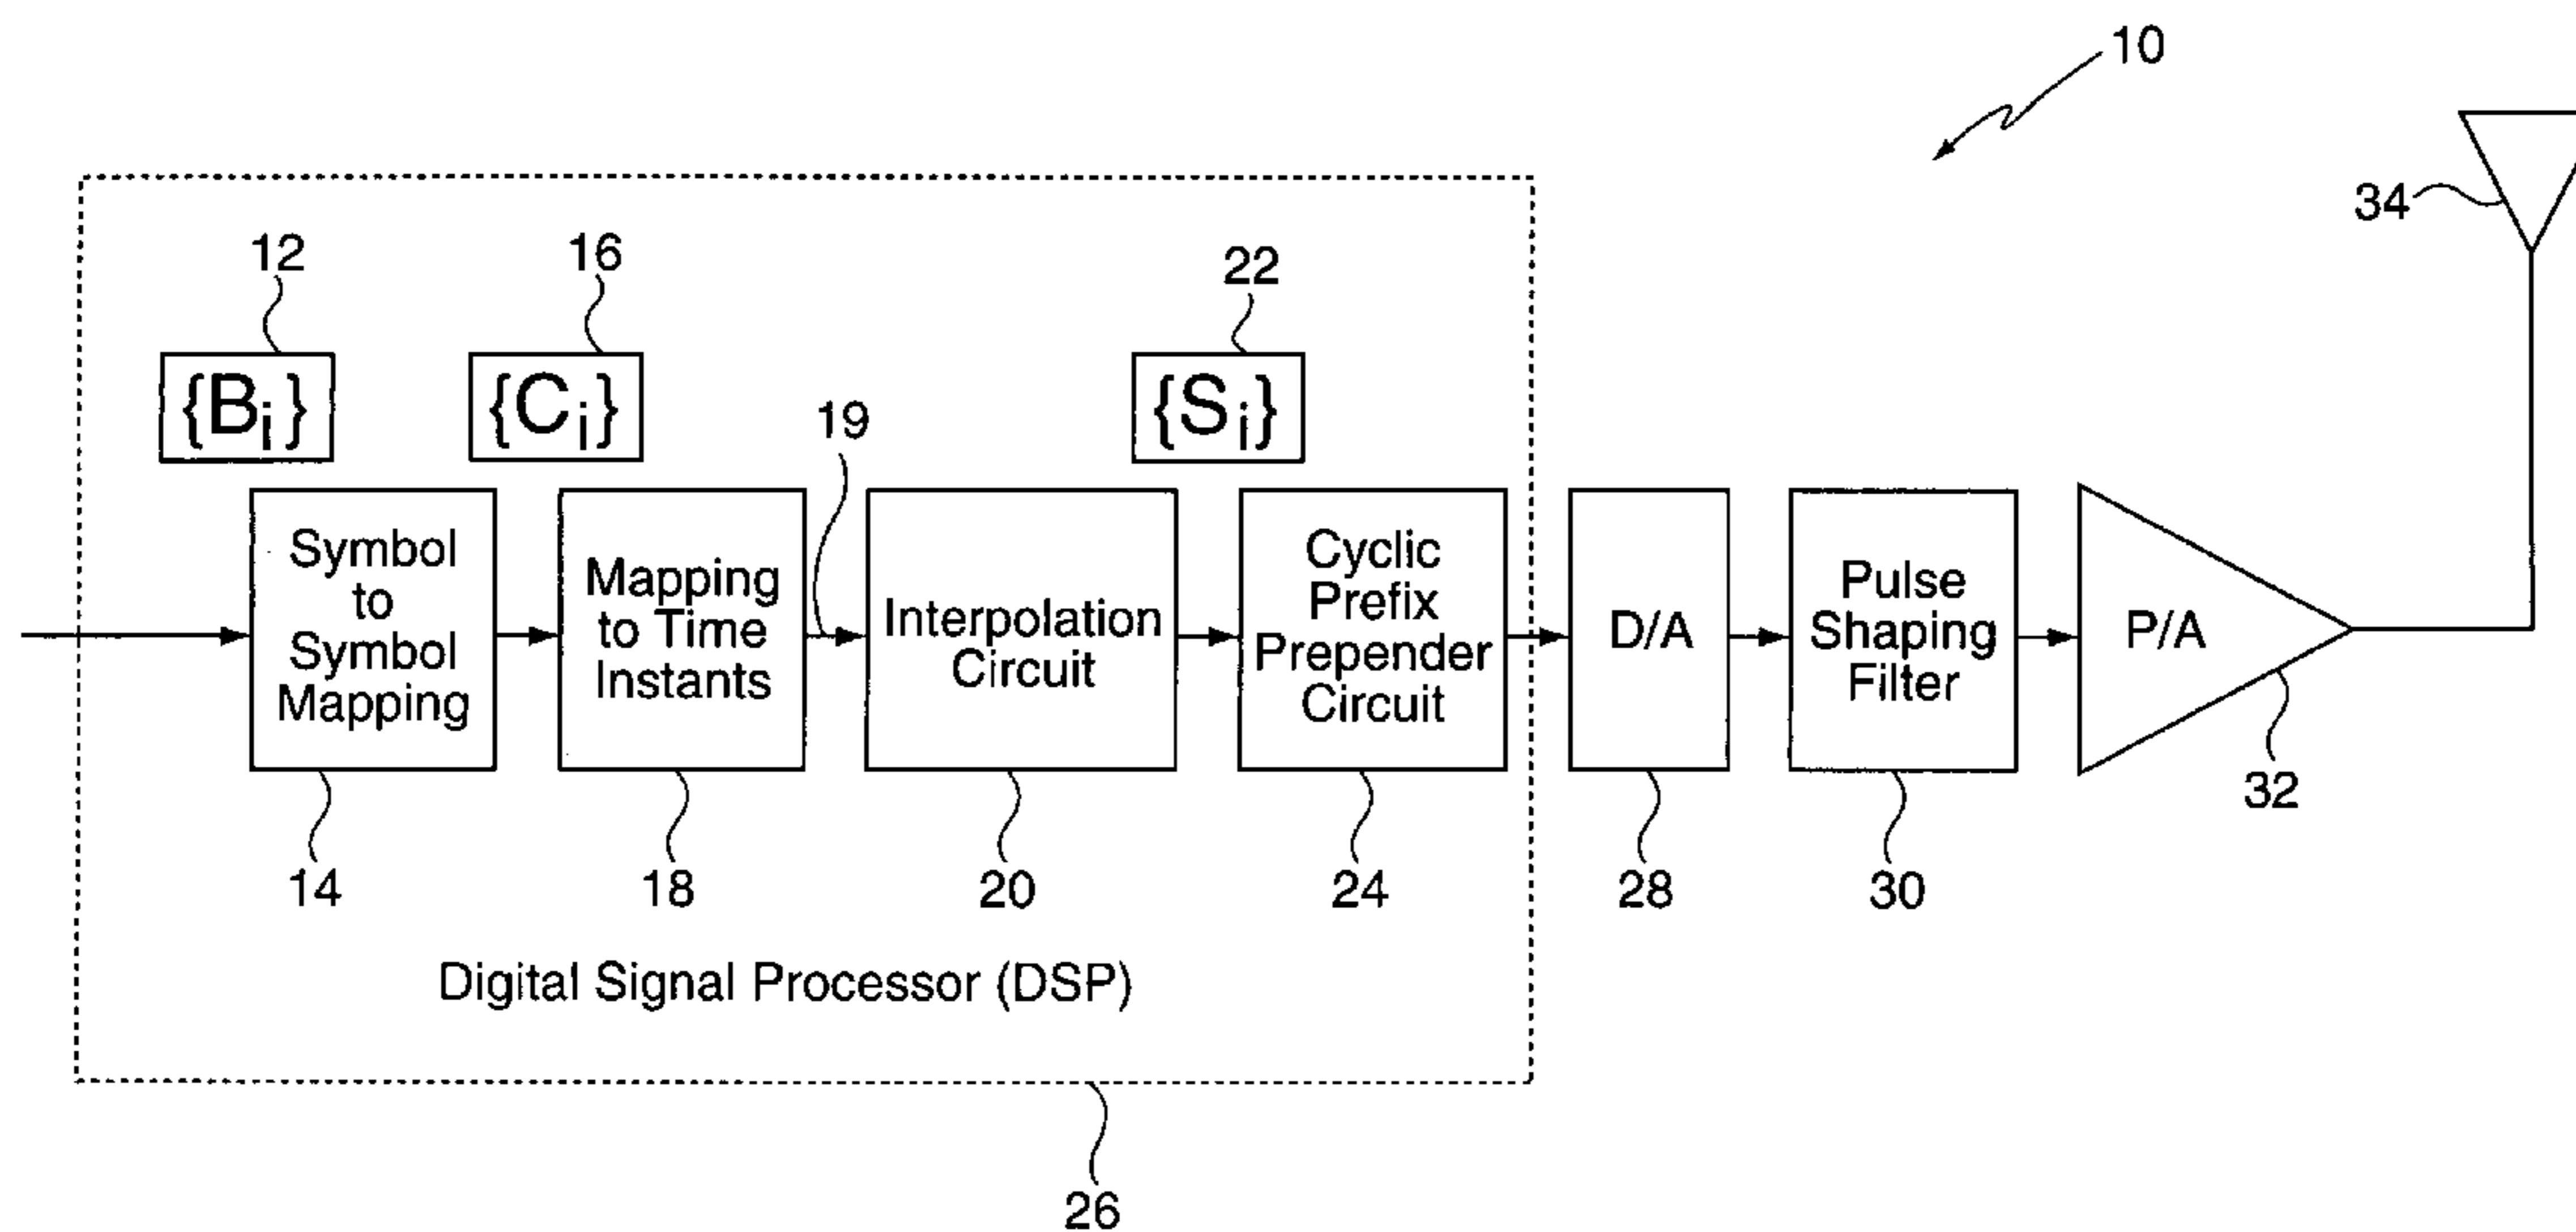 10
34
12
16
22
{Bi}
{Ci}
19
{Si}
Symbol
to
Symbol
Mapping
Mapping
to Time
Instants
Interpolation
Circuit
Cyclic
Prefix
Prepender
Circuit
D/A
Pulse
Shaping
Filter
P/A
32
14
18
20
24
28
30
Digital Signal Processor (DSP)
26